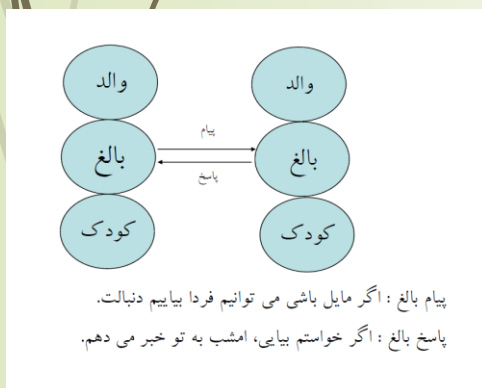 والد
والد
پیام
بالغ
بالغ
پاسخ
کودک
کودک
پیام بالغ : اگر مایل باشی می توانیم فردا بیاییم دنبالت.
پاسخ بالغ : اگر خواستم بیایی، امشب به تو خبر می دهم.